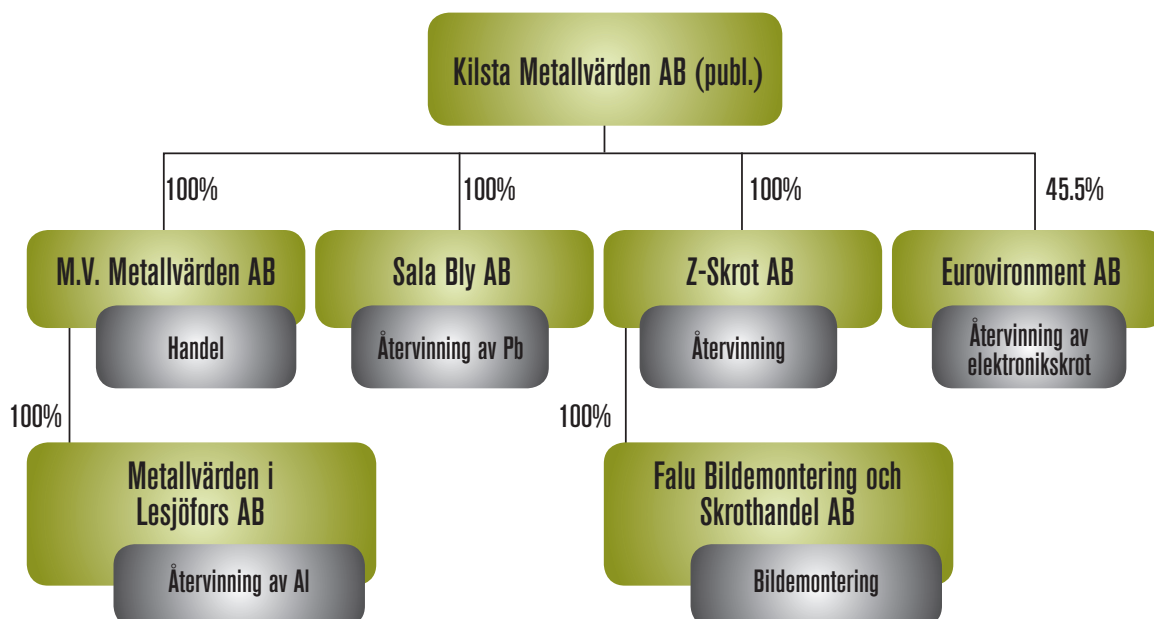 Kilsta Metallvärden AB (publ.)
100%
100%
100%
45.5%
M.V. Metallvärden AB
Sala Bly AB
Z-Skrot AB
Eurovironment AB
Handel
Återvinning av Pb
Återvinning
Återvinning av
elektronikskrot
100%
100%
Metallvärden i
Lesjöfors AB
Falu Bildemontering och
Skrothandel AB
Återvinning av Al
Bildemontering